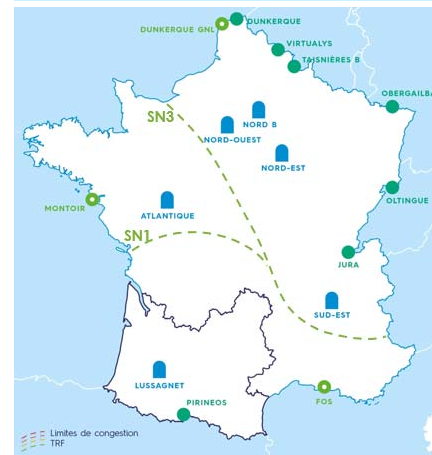 DUNKERQUE
DUNKERQUE GNL
VIRTUALYS
TAISNIÈRES B
OBERGAILBA
SN3
NORD B
NORD-OUEST
NORD-EST
OLTINGUE
ATLANTIQUE
MONTOIR
SN1
JURA
SUD-EST
LUSSAGNET
PIRINEOS
FOS
Limites de congestion
TRF